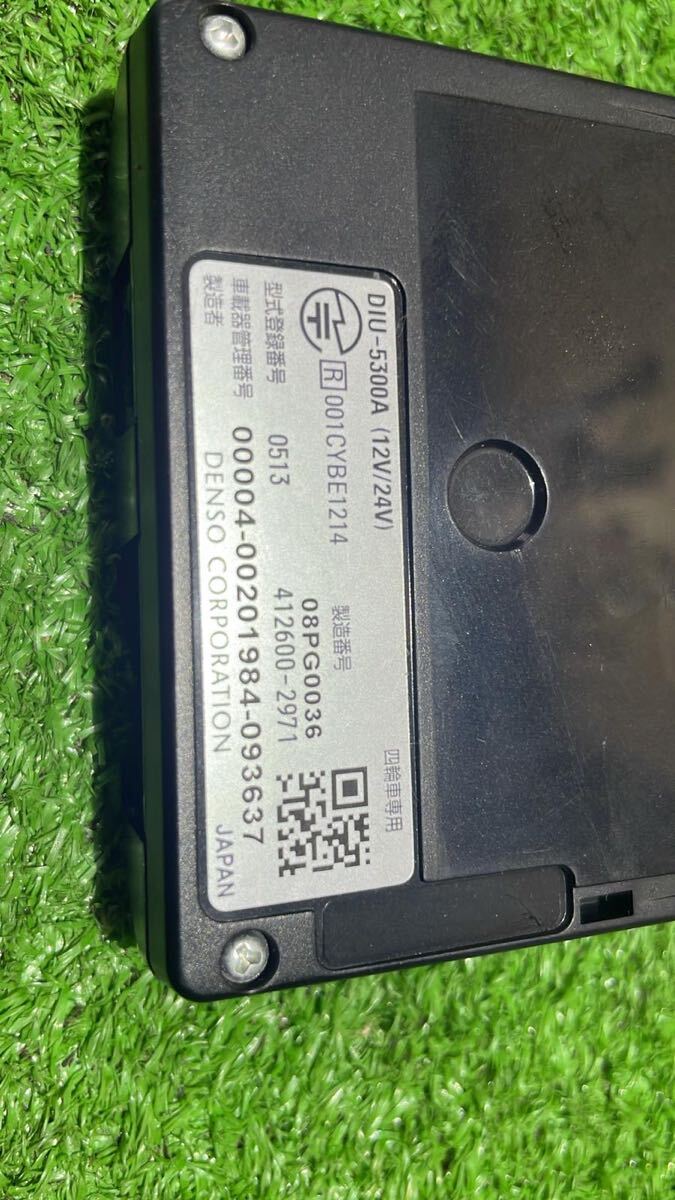 DIU-5300A (12V/24V)
四輪車専用
R 001CYBE1214
製造番号
08PG0036
型式登録番号 0513
412600-2971
車載器管理番号 00004-00201984-093637
製造者 DENSO CORPORATION JAPAN